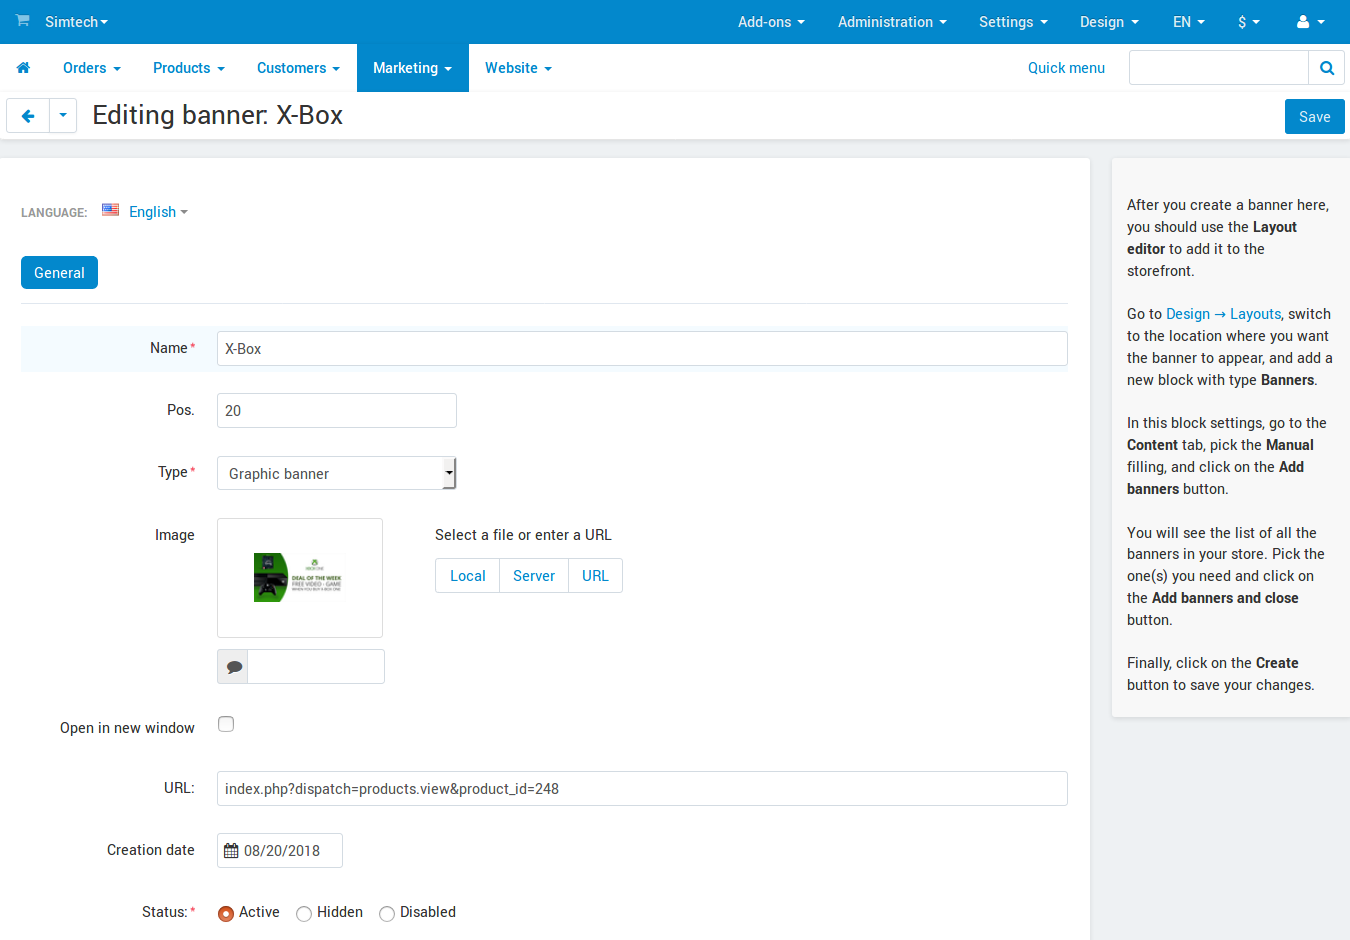 Simtech
Add-ons
Administration
Settings
Design
EN
$
Orders
Products
Customers
Marketing
Website
Quick menu
Editing banner: X-Box
Save
LANGUAGE:
English
General
Name*
X-Box
Pos.
20
Type*
Graphic banner
Image
XBOX ONE
DEAL OF THE WEEK
FREE VIDEO - GAME
WHEN YOU BUY X BOX ONE
Select a file or enter a URL
Local
Server
URL
Open in new window
URL:
index.php?dispatch=products.view&product_id=248
Creation date
08/20/2018
Status:*
Active
Hidden
Disabled
After you create a banner here,
you should use the Layout
editor to add it to the
storefront.
Go to Design → Layouts, switch
to the location where you want
the banner to appear, and add a
new block with type Banners.
In this block settings, go to the
Content tab, pick the Manual
filling, and click on the Add
banners button.
You will see the list of all the
banners in your store. Pick the
one(s) you need and click on
the Add banners and close
button.
Finally, click on the Create
button to save your changes.